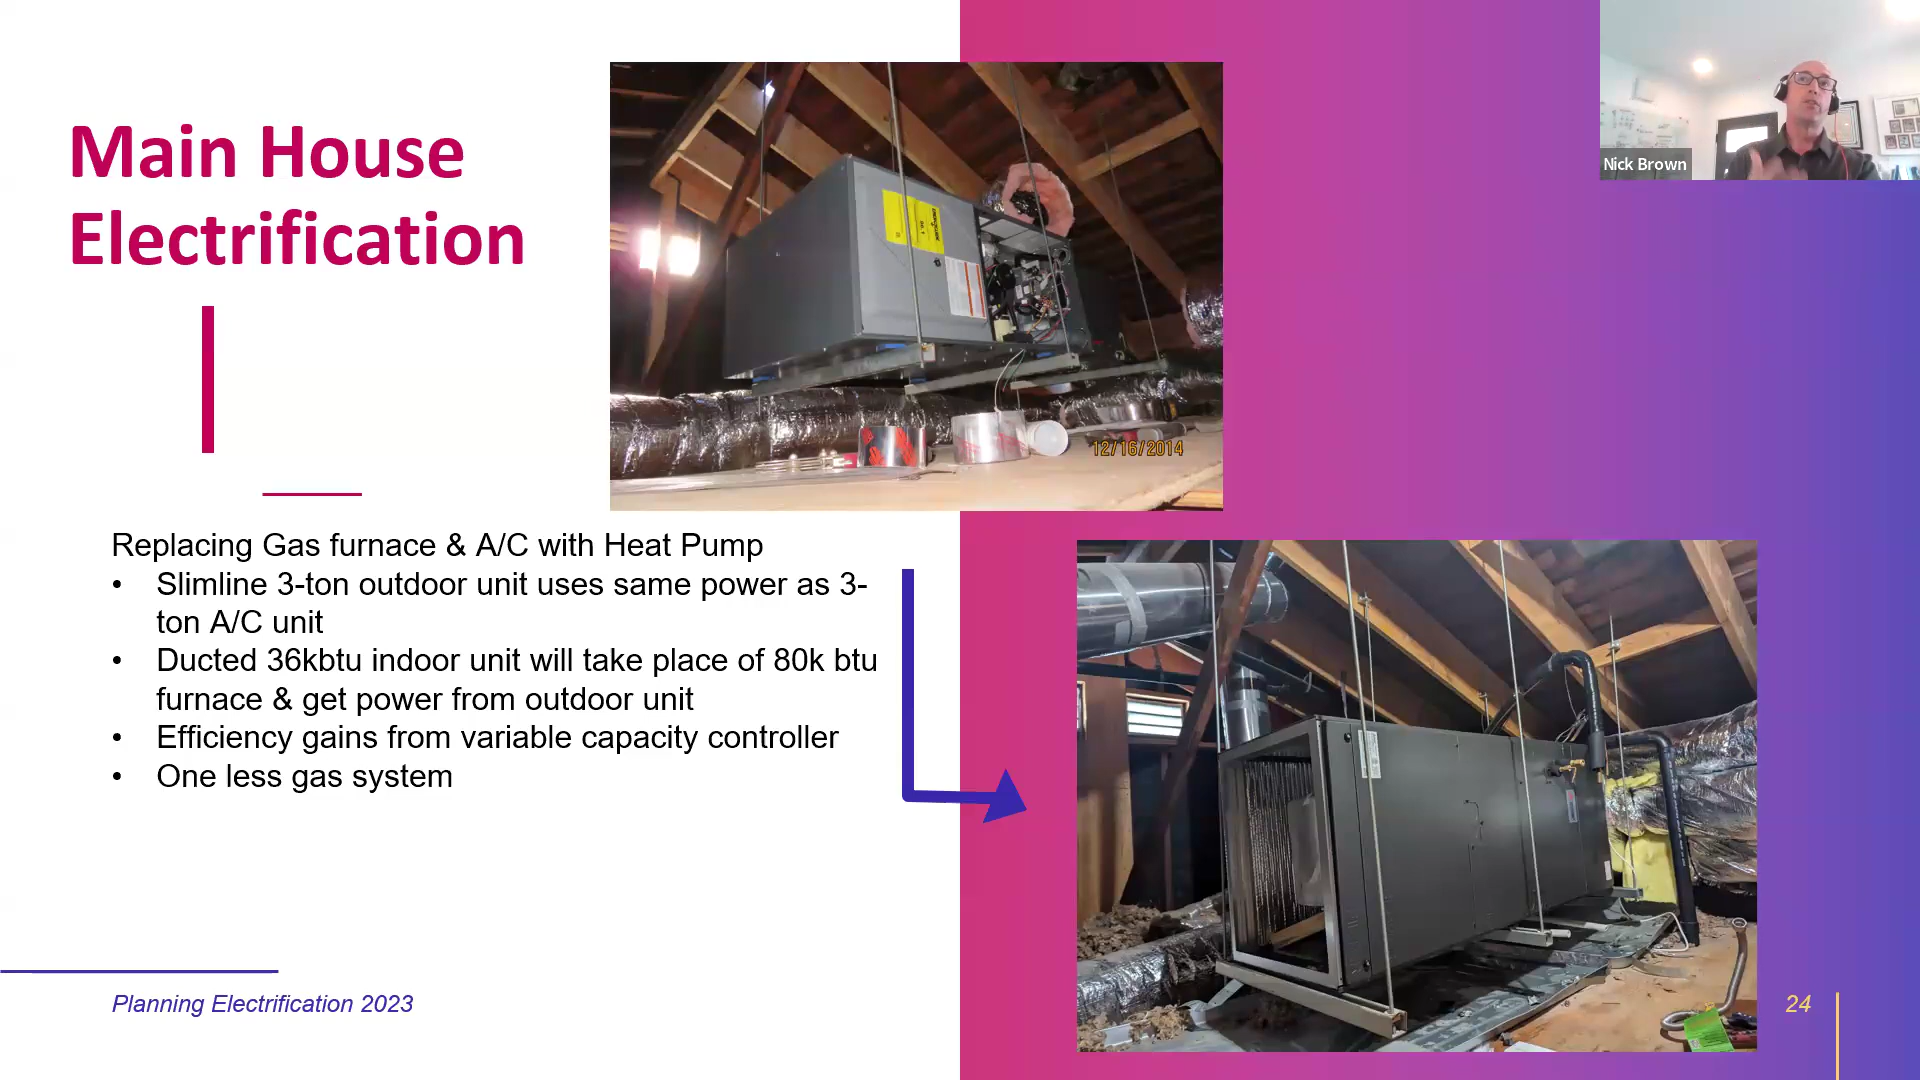 Main House
Electrification
Nick Brown
12/16/2014
Replacing Gas furnace & A/C with Heat Pump
• Slimline 3-ton outdoor unit uses same power as 3-
ton A/C unit
• Ducted 36kbtu indoor unit will take place of 80k btu
furnace & get power from outdoor unit
• Efficiency gains from variable capacity controller
• One less gas system
Planning Electrification 2023
24